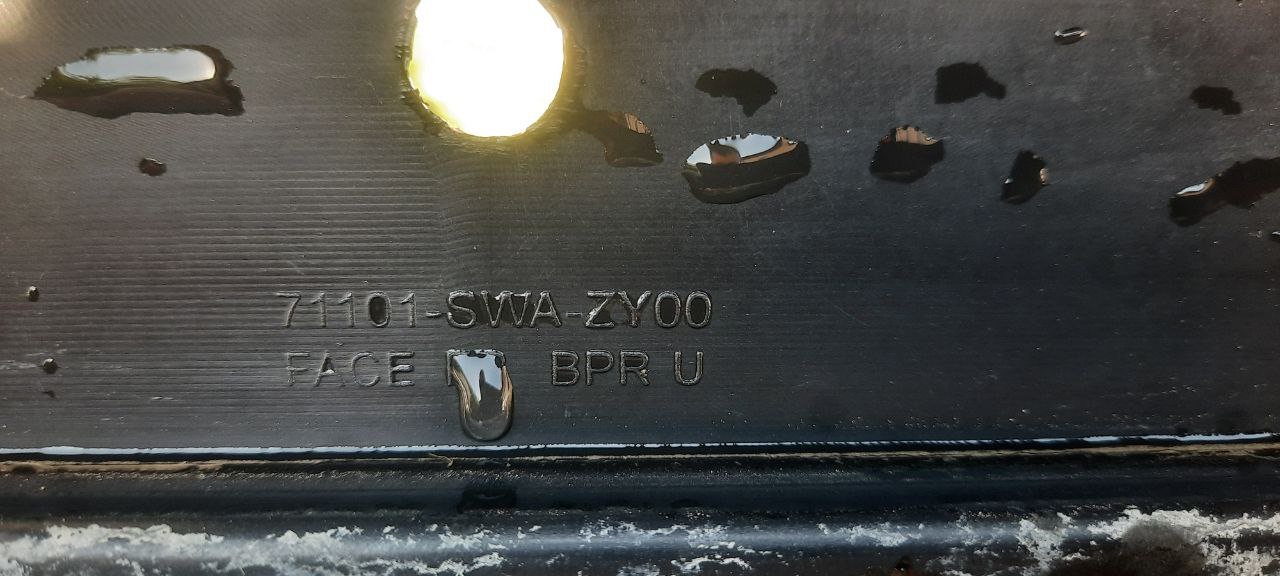 71101-SWA-ZY00
FACE BPR U